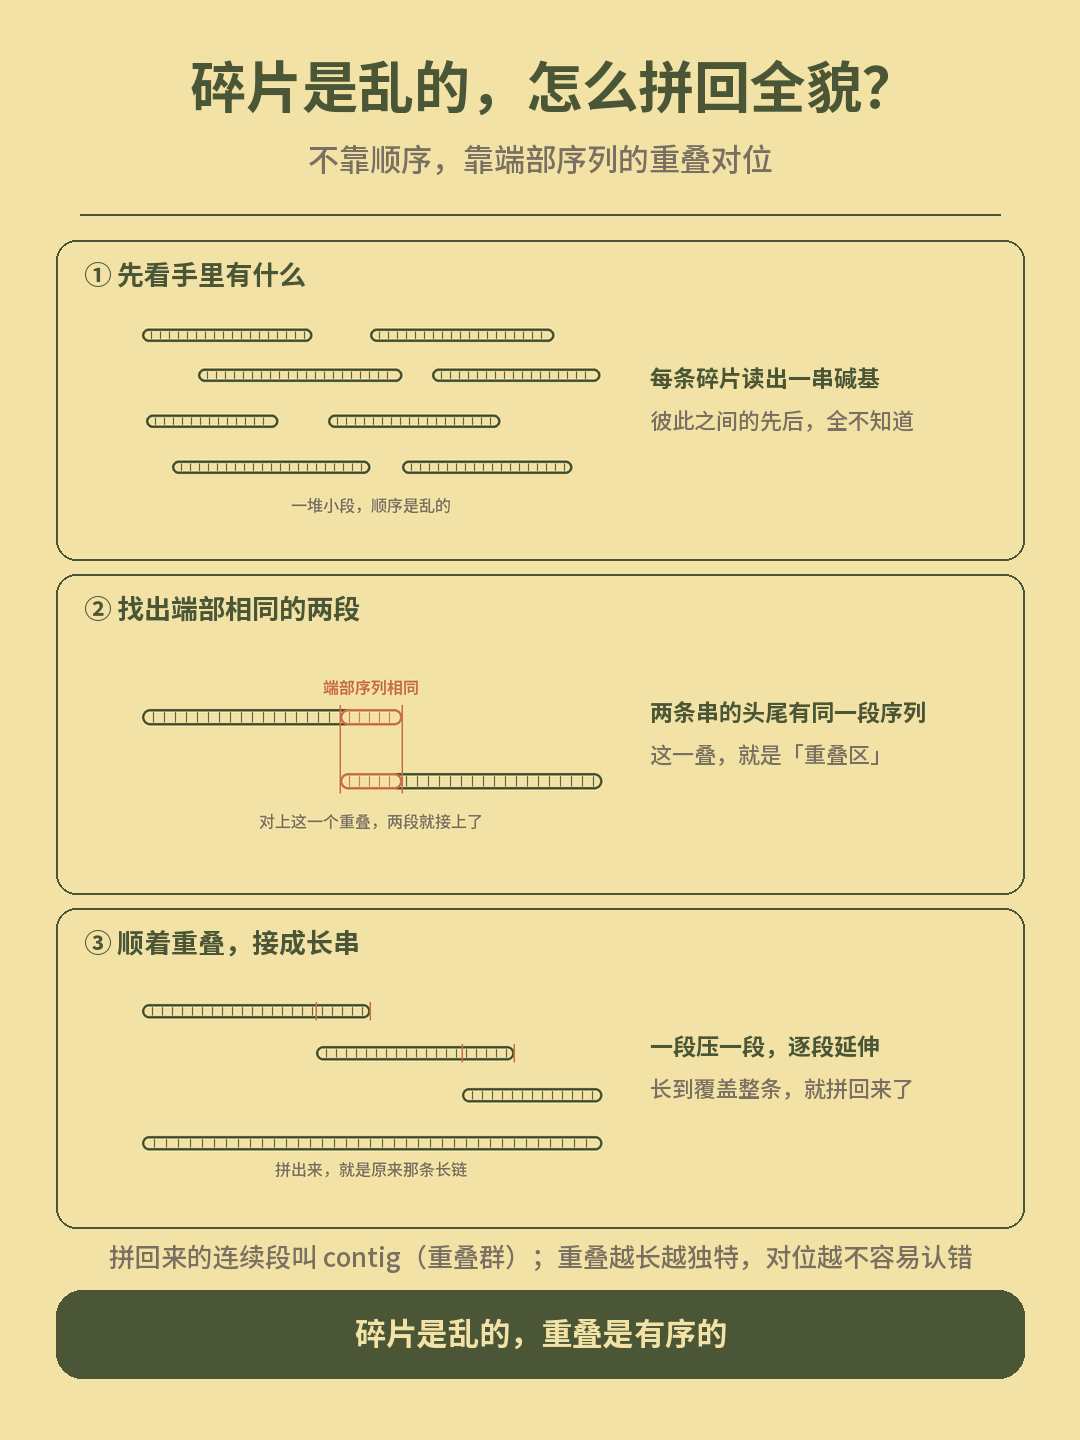 碎片是乱的，怎么拼回全貌？
不靠顺序，靠端部序列的重叠对位
① 先看手里有什么
每条碎片读出一串碱基
彼此之间的先后，全不知道
一堆小段，顺序是乱的
② 找出端部相同的两段
端部序列相同
两条串的头尾有同一段序列
这一叠，就是「重叠区」
对上这一个重叠，两段就接上了
③ 顺着重叠，接成长串
一段压一段，逐段延伸
长到覆盖整条，就拼回来了
拼出来，就是原来那条长链
拼回来的连续段叫 contig（重叠群）；重叠越长越独特，对位越不容易认错
碎片是乱的，重叠是有序的